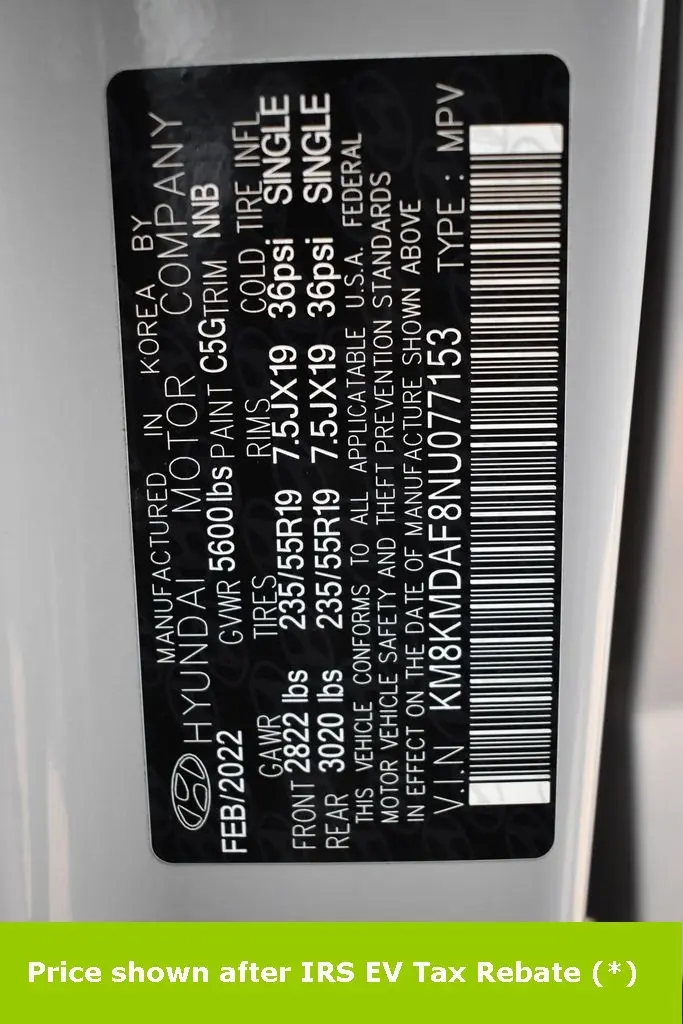 MANUFACTURED IN KOREA BY
HYUNDAI MOTOR COMPANY
FEB/2022 GVWR 5600lbs PAINT C5G TRIM NNB
GAWR TIRES RIMS COLD TIRE INFL
FRONT 2822 lbs 235/55R19 7.5JX19 36psi SINGLE
REAR 3020 lbs 235/55R19 7.5JX19 36psi SINGLE
THIS VEHICLE CONFORMS TO ALL APPLICATABLE U.S.A. FEDERAL
MOTOR VEHICLE SAFETY AND THEFT PREVENTION STANDARDS
IN EFFECT ON THE DATE OF MANUFACTURE SHOWN ABOVE
V.I.N KM8KMDAF8NU077153 TYPE : MPV
Price shown after IRS EV Tax Rebate (*)